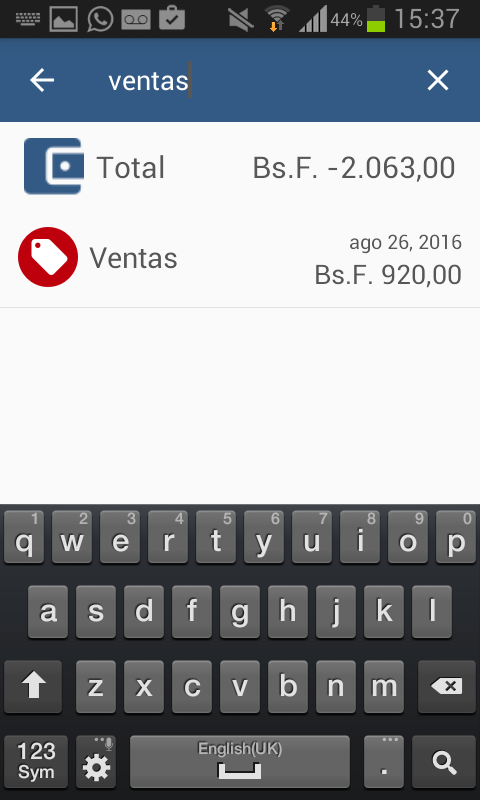 44% 15:37
ventas
Total Bs.F. -2.063,00
Ventas ago 26, 2016
Bs.F. 920,00
1 2 3 4 5 6 7 8 9 0
q w e r t y u i o p
a s d f g h j k l
z x c v b n m
123 Sym English(UK) .